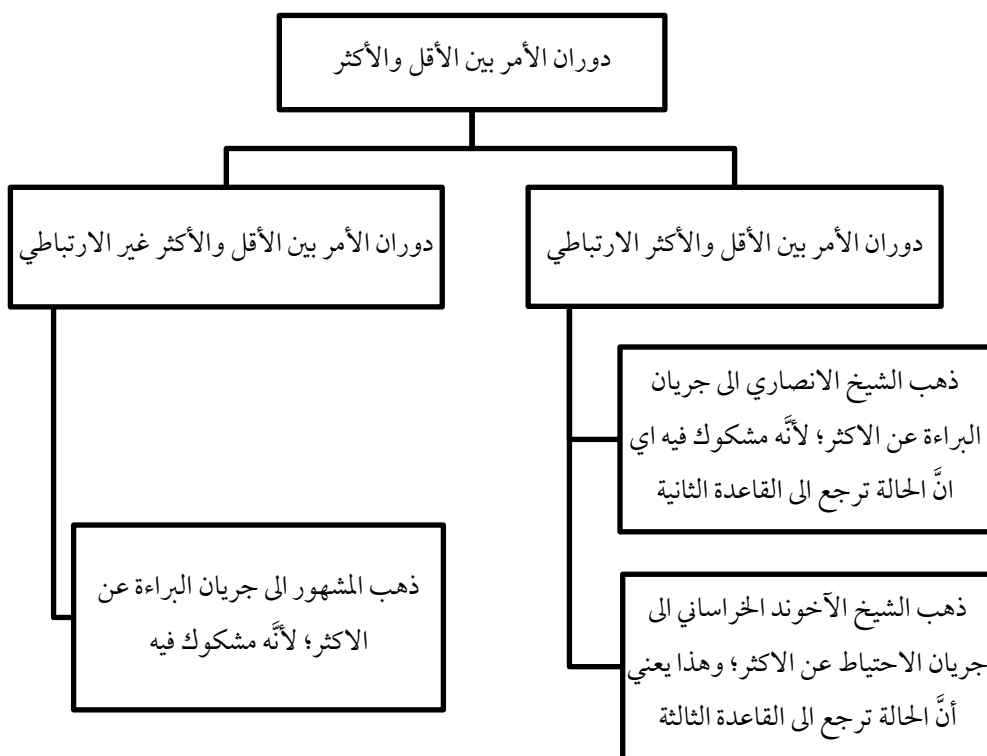 دوران الأمر بين الأقل والأكثر
دوران الأمر بين الأقل والأكثر الارتباطي
دوران الأمر بين الأقل والأكثر غير الارتباطي
ذهب الشيخ الانصاري الى جريان
البراءة عن الاكثر؛ لأنَّه مشكوك فيه اي
انَّ الحالة ترجع الى القاعدة الثانية
ذهب الشيخ الآخوند الخراساني الى
جريان الاحتياط عن الاكثر؛ وهذا يعني
أنَّ الحالة ترجع الى القاعدة الثالثة
ذهب المشهور الى جريان البراءة عن
الاكثر؛ لأنَّه مشكوك فيه